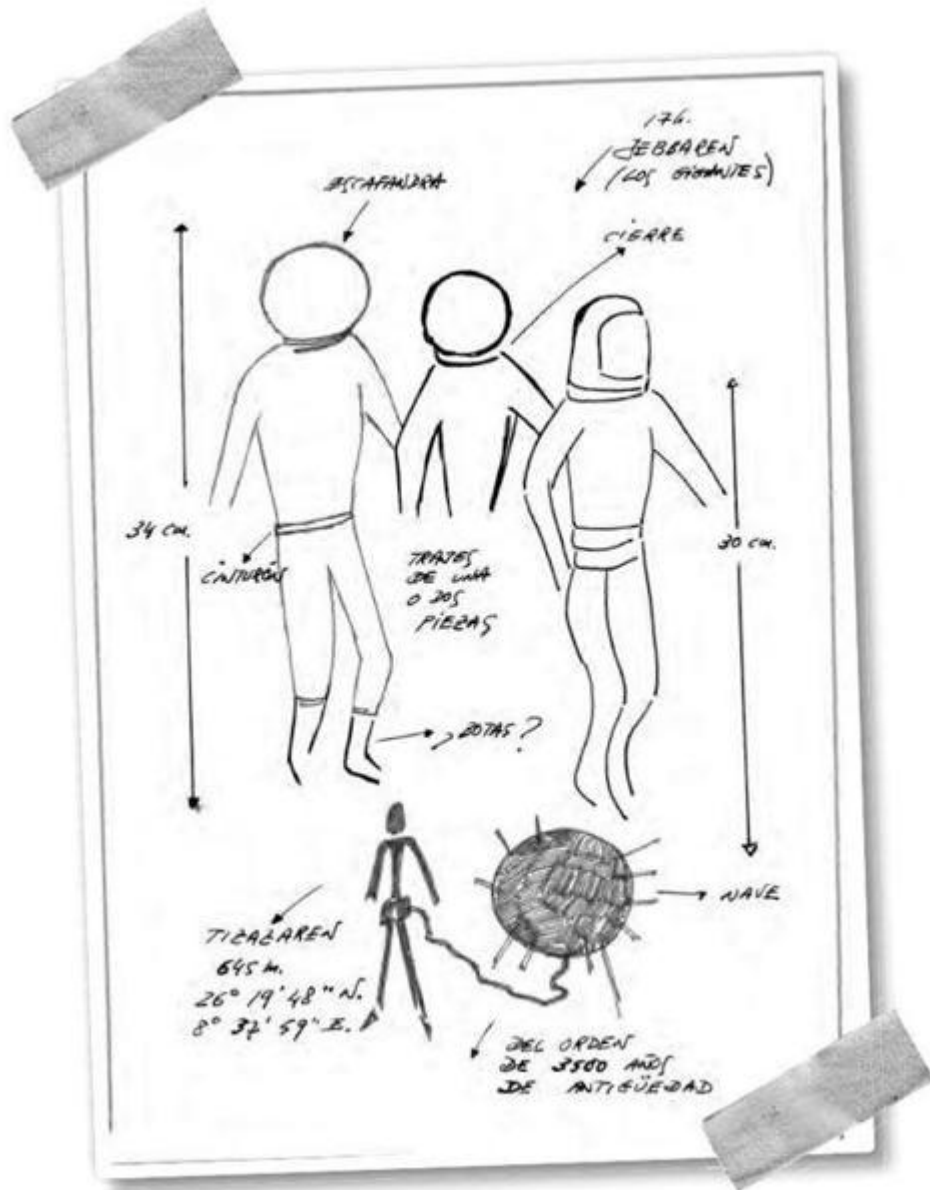 176.
JEBBAREN
(LOS GIGANTES)
ESCAFANDRA
CIERRE
34 cm.
30 cm.
CINTURÓN
TRAJES
DE UNA
O DOS
PIEZAS
¿BOTAS?
NAVE
645 m.
26° 19' 48" N.
8° 37' 59" E.
DEL ORDEN
DE 3500 AÑOS
DE ANTIGÜEDAD